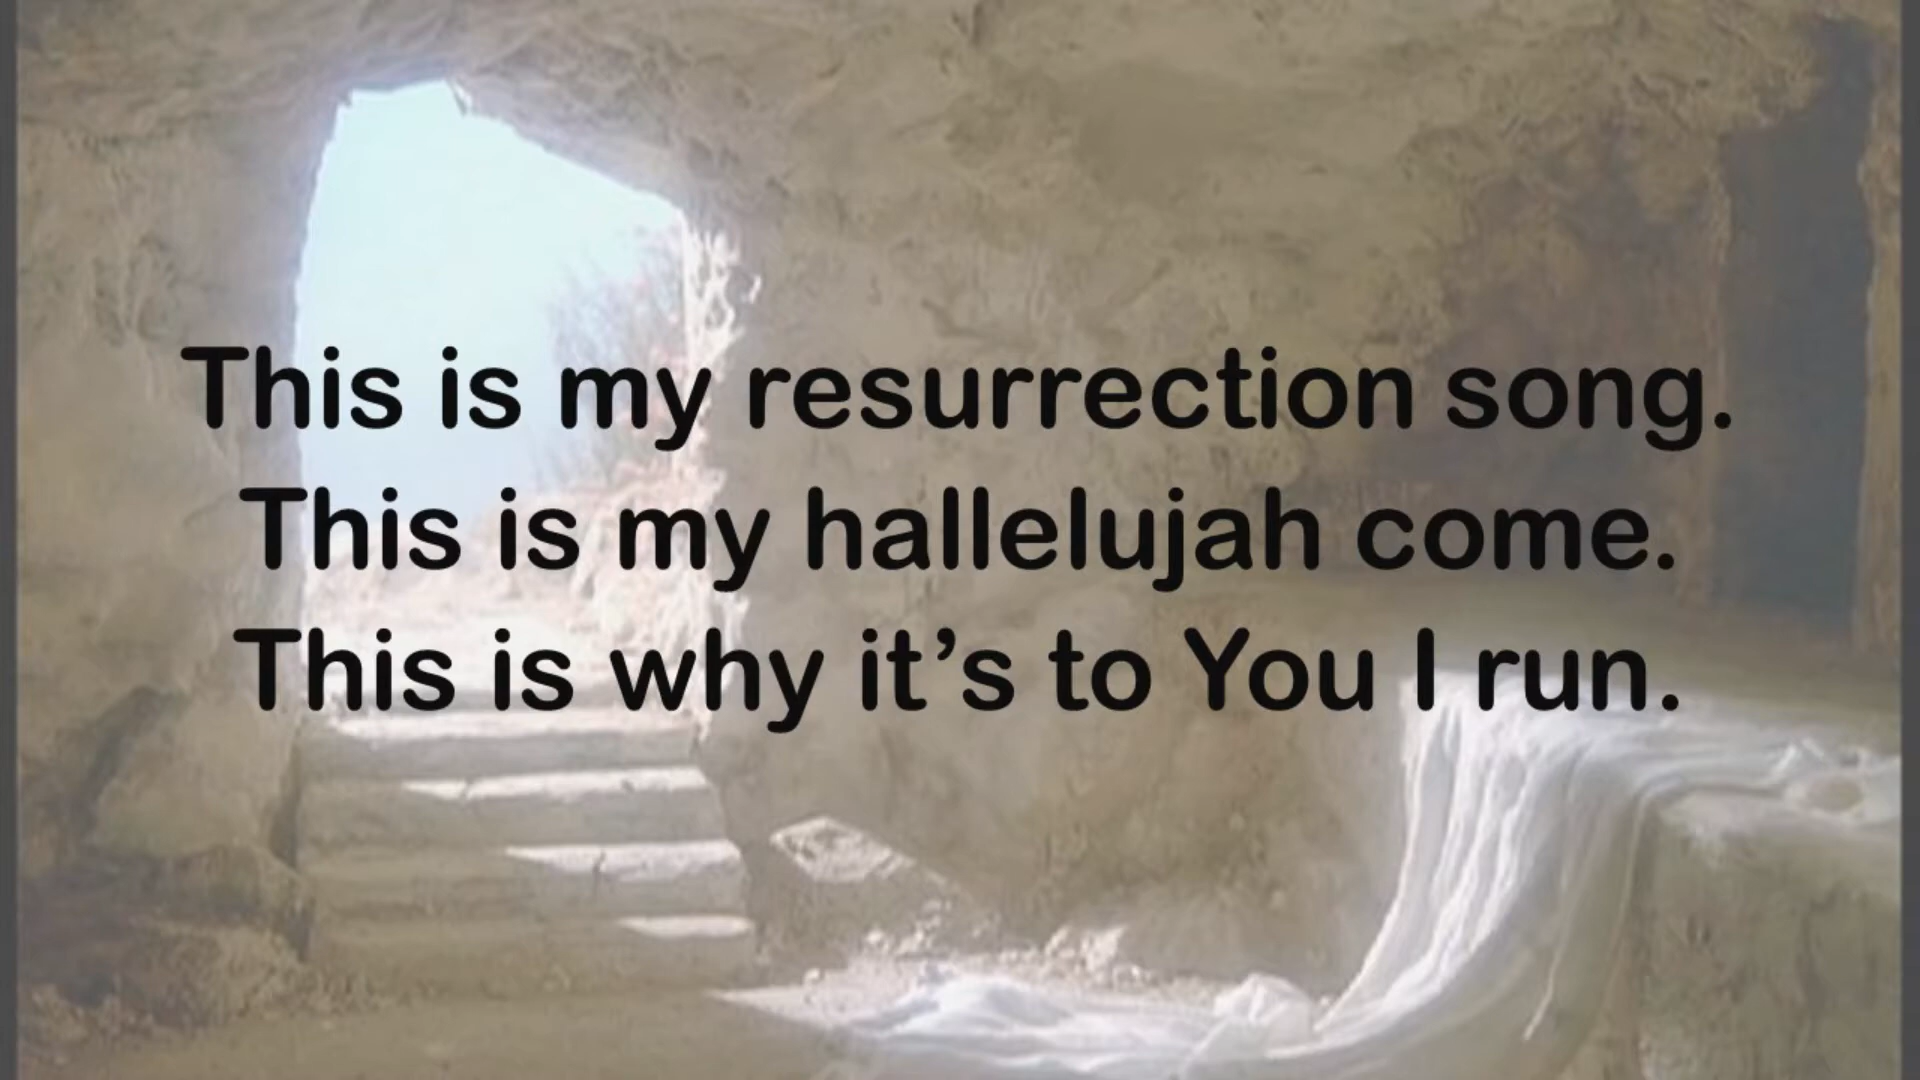 This is my resurrection song.
This is my hallelujah come.
This is why it’s to You I run.